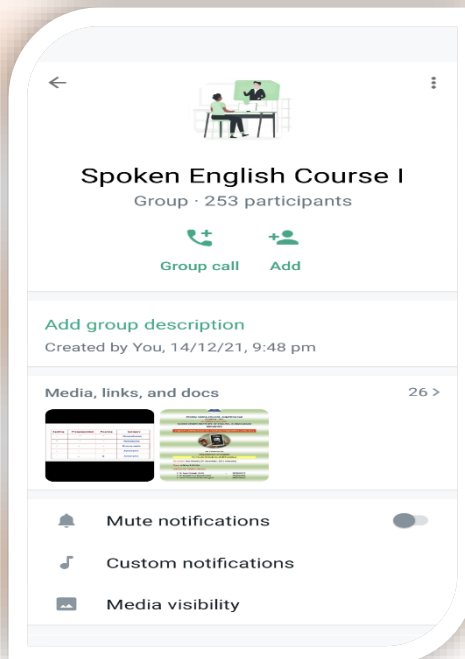 Spoken English Course I
Group · 253 participants
Group call Add
Add group description
Created by You, 14/12/21, 9:48 pm
Media, links, and docs 26 >
Mute notifications
Custom notifications
Media visibility